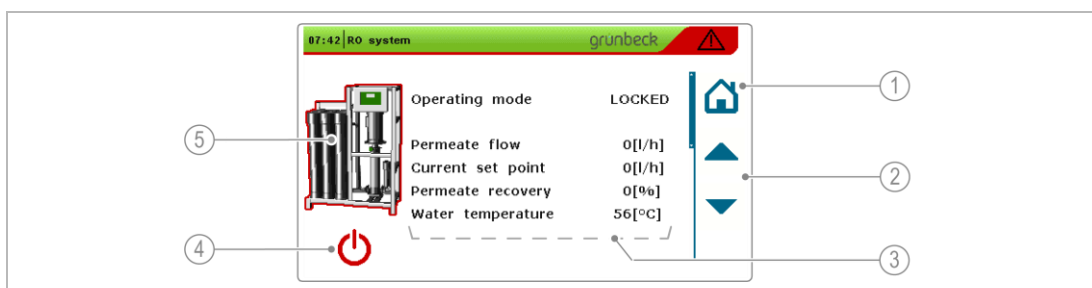 07:42 RO system grünbeck
Operating mode LOCKED
Permeate flow 0[l/h]
Current set point 0[l/h]
Permeate recovery 0[%]
Water temperature 56[°C]
1
2
3
4
5